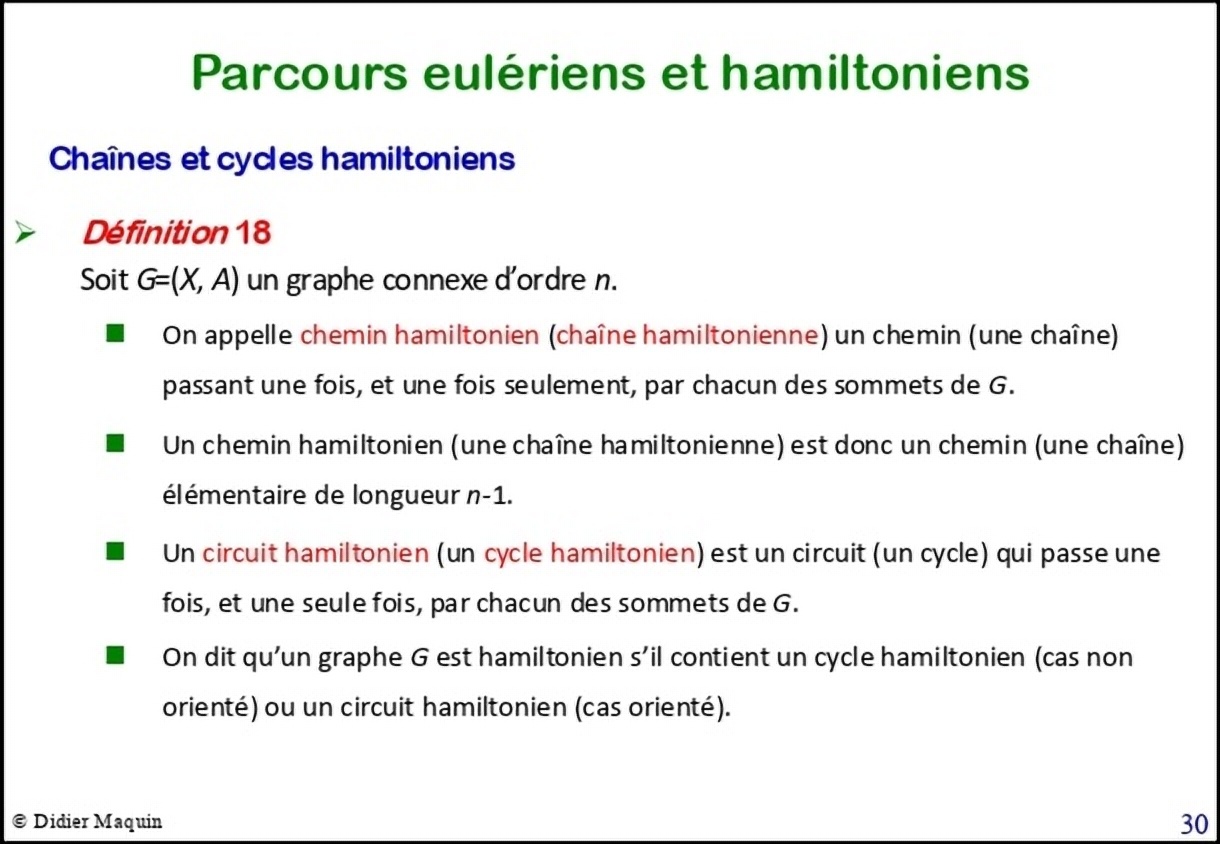 Parcours eulériens et hamiltoniens
Chaînes et cycles hamiltoniens
Définition 18
Soit G=(X, A) un graphe connexe d’ordre n.
On appelle chemin hamiltonien (chaîne hamiltonienne) un chemin (une chaîne)
passant une fois, et une fois seulement, par chacun des sommets de G.
Un chemin hamiltonien (une chaîne hamiltonienne) est donc un chemin (une chaîne)
élémentaire de longueur n-1.
Un circuit hamiltonien (un cycle hamiltonien) est un circuit (un cycle) qui passe une
fois, et une seule fois, par chacun des sommets de G.
On dit qu’un graphe G est hamiltonien s’il contient un cycle hamiltonien (cas non
orienté) ou un circuit hamiltonien (cas orienté).
© Didier Maquin
30